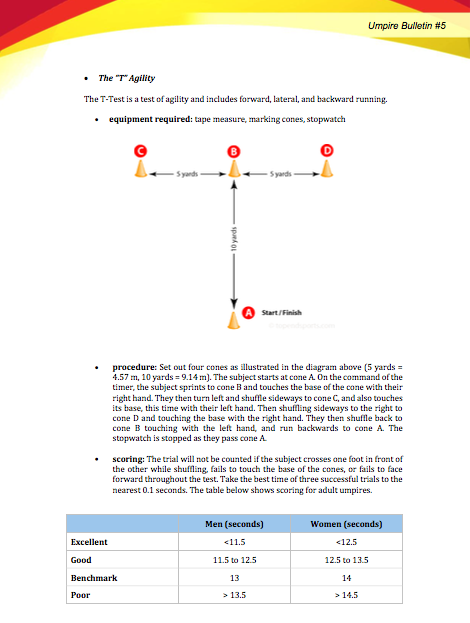 Umpire Bulletin #5
• The "T" Agility
The T-Test is a test of agility and includes forward, lateral, and backward running.
• equipment required: tape measure, marking cones, stopwatch
C B D
5 yards 5 yards
10 yards
A Start/Finish
• procedure: Set out four cones as illustrated in the diagram above (5 yards =
4.57 m, 10 yards = 9.14 m). The subject starts at cone A. On the command of the
timer, the subject sprints to cone B and touches the base of the cone with their
right hand. They then turn left and shuffle sideways to cone C, and also touches
its base, this time with their left hand. Then shuffling sideways to the right to
cone D and touching the base with the right hand. They then shuffle back to
cone B touching with the left hand, and run backwards to cone A. The
stopwatch is stopped as they pass cone A.
• scoring: The trial will not be counted if the subject crosses one foot in front of
the other while shuffling, fails to touch the base of the cones, or fails to face
forward throughout the test. Take the best time of three successful trials to the
nearest 0.1 seconds. The table below shows scoring for adult umpires.
Men (seconds) Women (seconds)
Excellent <11.5 <12.5
Good 11.5 to 12.5 12.5 to 13.5
Benchmark 13 14
Poor > 13.5 > 14.5